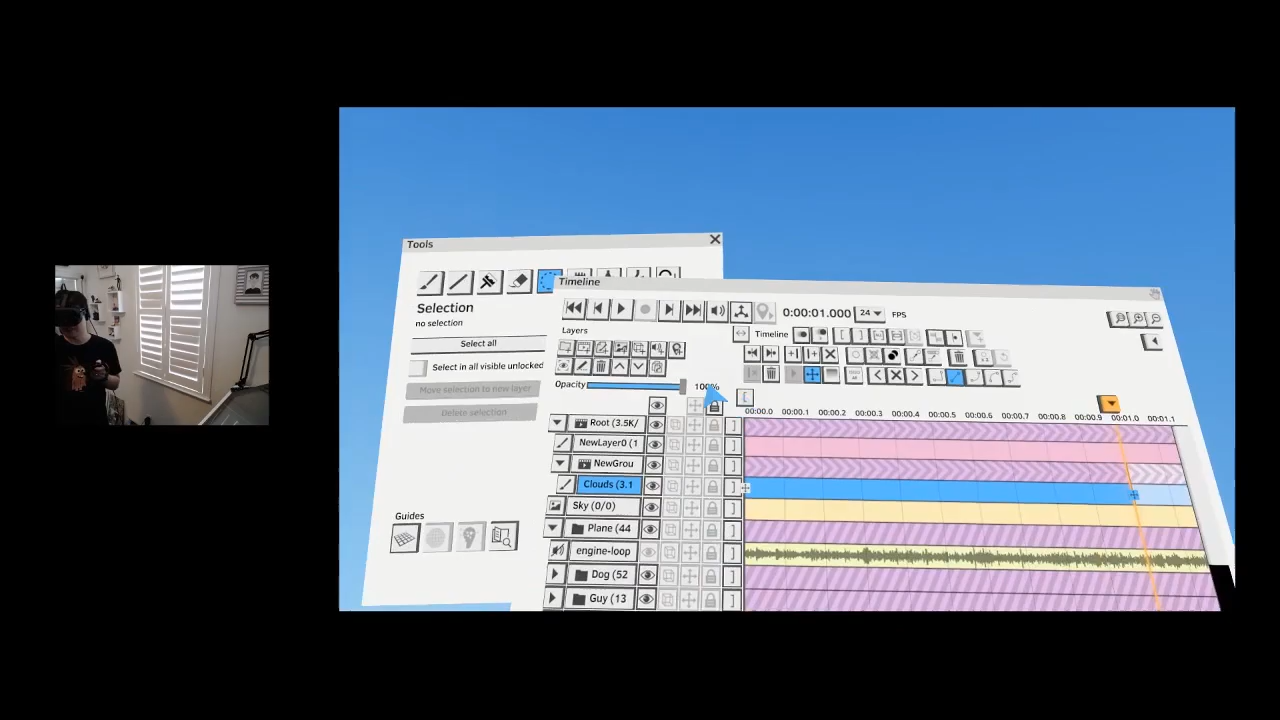 Tools
Selection
no selection
Select all
Select in all visible unlocked
Move selection to new layer
Delete selection
Guides
Timeline
0:00:01.000 24 FPS
Layers
Timeline
Opacity 100%
00:00.0 00:00.1 00:00.2 00:00.3 00:00.4 00:00.5 00:00.6 00:00.7 00:00.8 00:00.9 00:01.0 00:01.1
Root (3.5K/
NewLayer0 (1
NewGrou
Clouds (3.1
Sky (0/0)
Plane (44
engine-loop
Dog (52
Guy (13